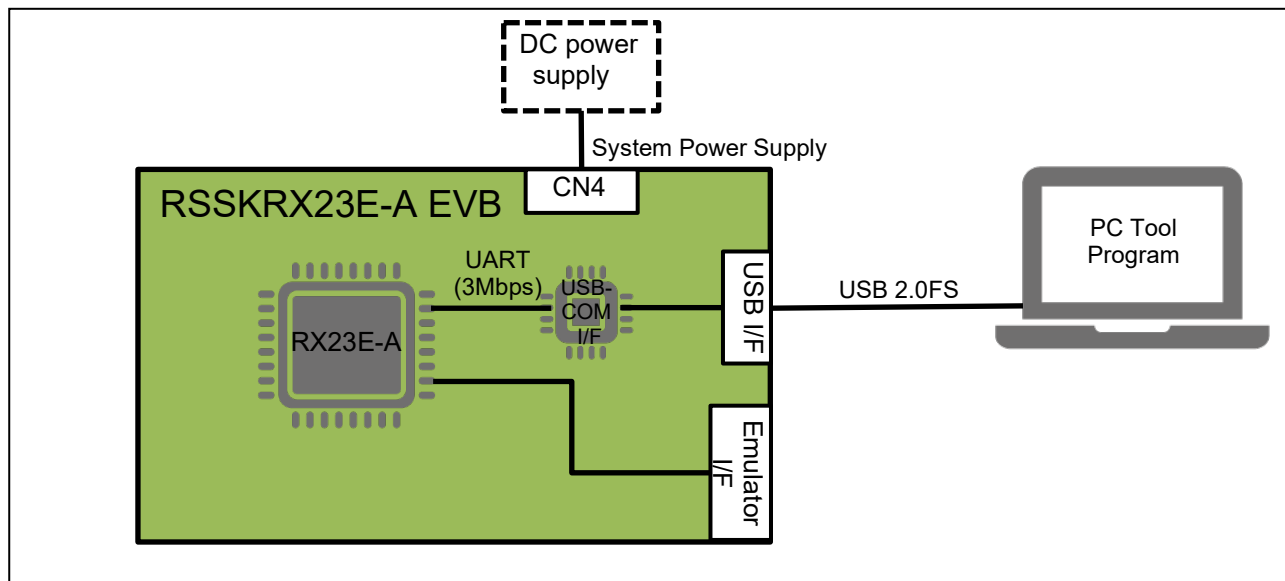 DC power
supply
System Power Supply
CN4
RSSKRX23E-A EVB
UART
(3Mbps)
USB-
COM
I/F
RX23E-A
USB I/F
USB 2.0FS
PC Tool
Program
Emulator
I/F